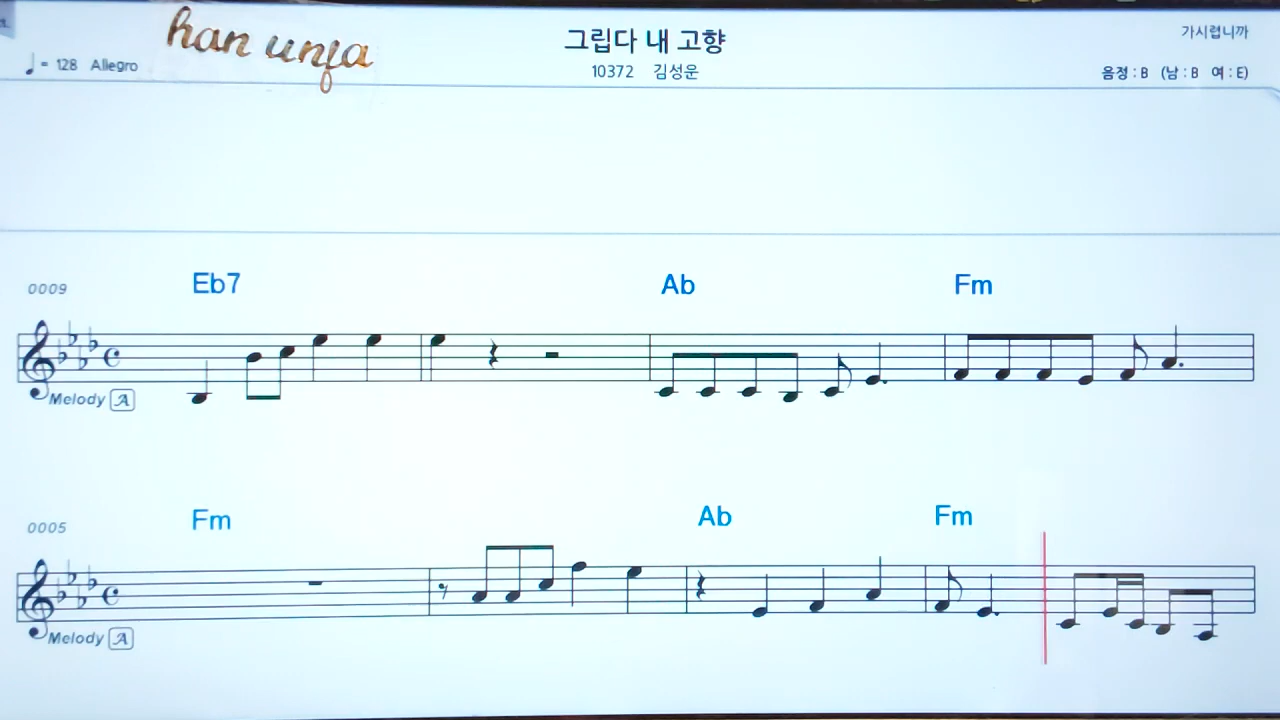 han unja
그립다 내 고향
가시렵니까
♩= 128 Allegro
10372 김성운
음정 : B (남 : B 여 : E)
0009
Eb7 Ab Fm
Melody A
0005
Fm Ab Fm
Melody A